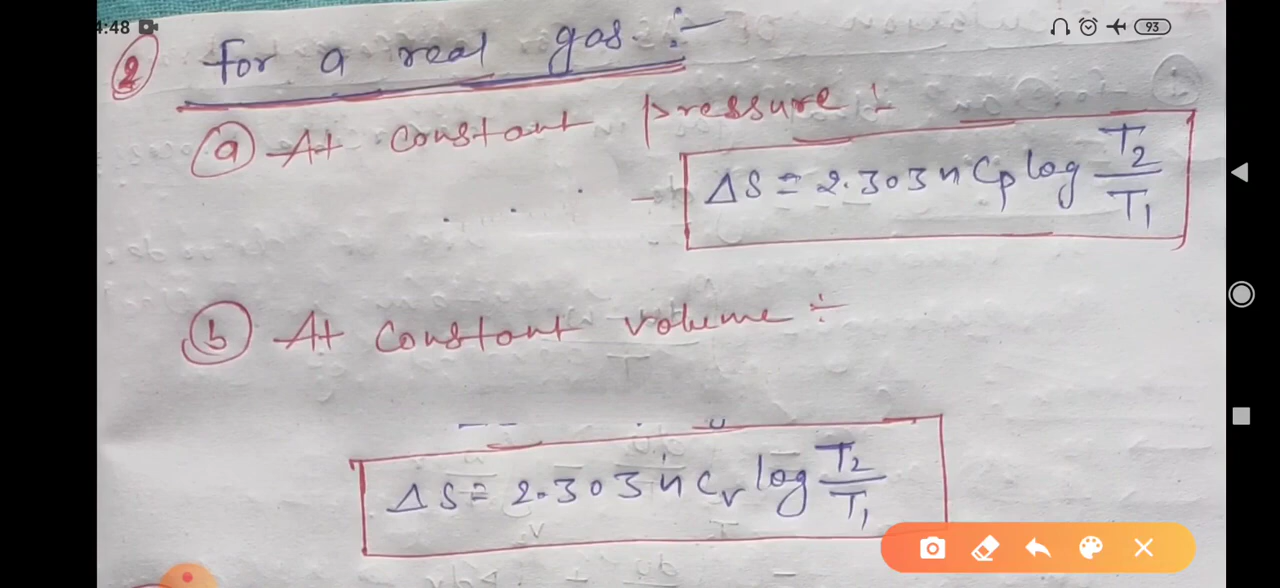 4:48
93
② For a real gas :-
ⓐ At constant pressure :-
ΔS = 2.303 n Cp log T₂/T₁
ⓑ At constant volume :-
ΔS = 2.303 n Cv log T₂/T₁